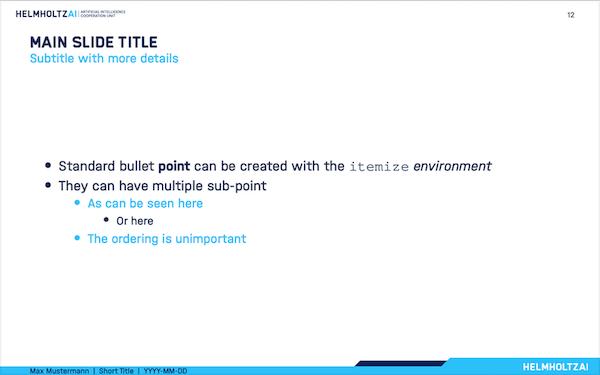 HELMHOLTZAI ARTIFICIAL INTELLIGENCE
COOPERATION UNIT
12
MAIN SLIDE TITLE
Subtitle with more details
• Standard bullet point can be created with the itemize environment
• They can have multiple sub-point
• As can be seen here
• Or here
• The ordering is unimportant
Max Mustermann | Short Title | YYYY-MM-DD
HELMHOLTZAI